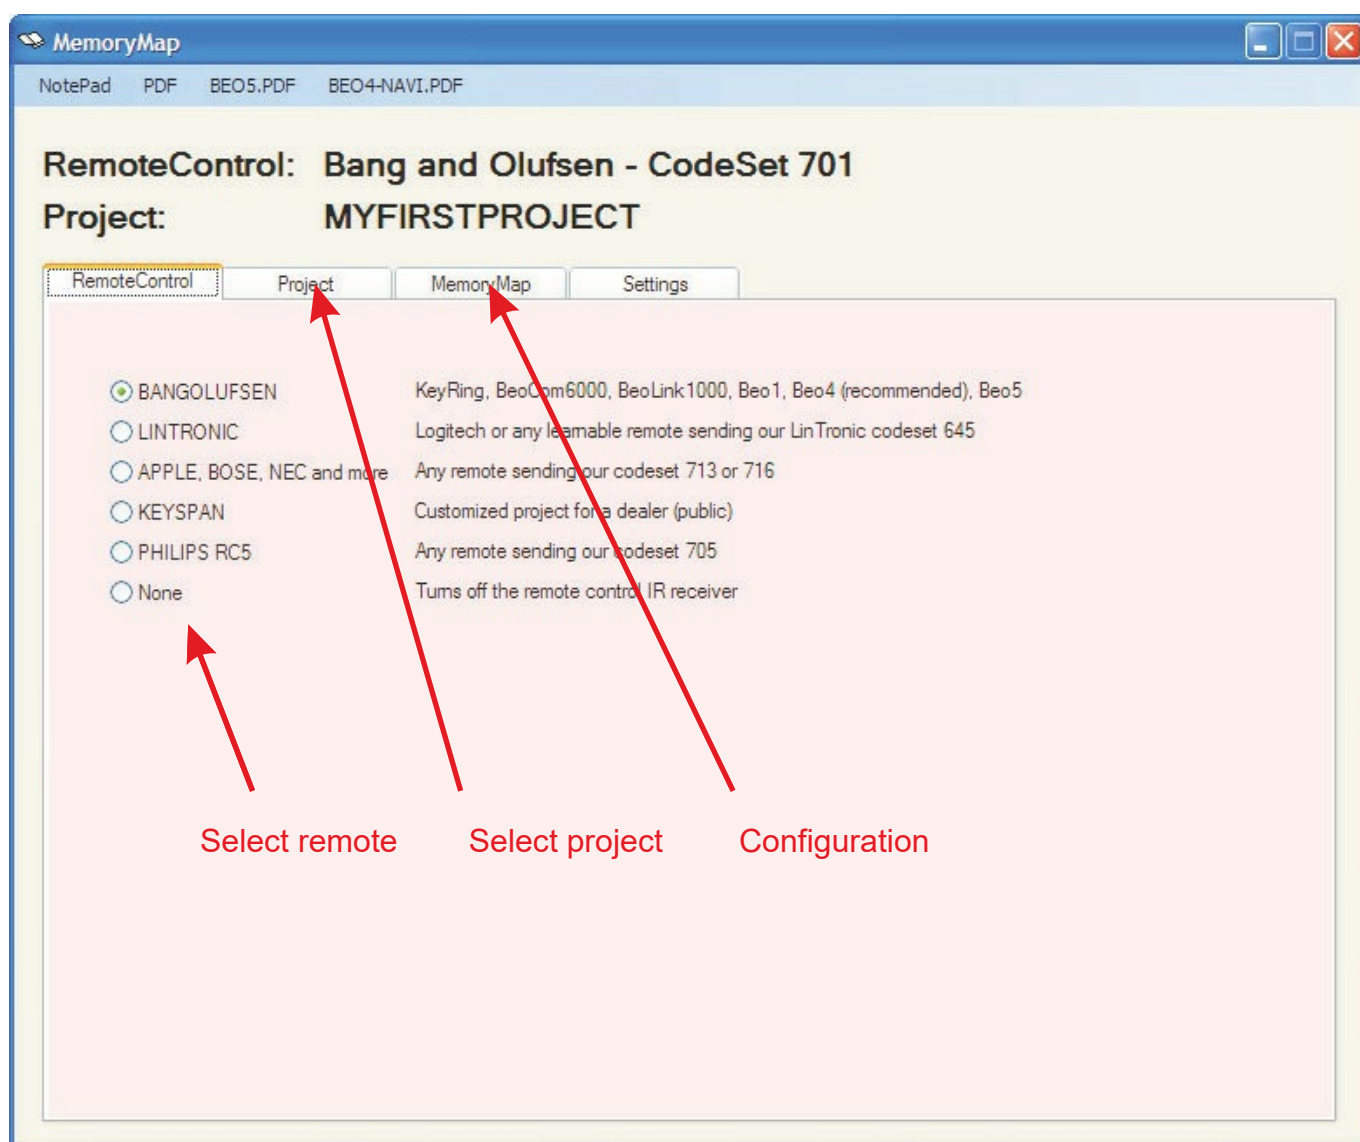 MemoryMap
NotePad PDF BEO5.PDF BEO4-NAVI.PDF
RemoteControl: Bang and Olufsen - CodeSet 701
Project: MYFIRSTPROJECT
RemoteControl Project MemoryMap Settings
BANGOLUFSEN KeyRing, BeoCom6000, BeoLink1000, Beo1, Beo4 (recommended), Beo5
LINTRONIC Logitech or any learnable remote sending our LinTronic codeset 645
APPLE, BOSE, NEC and more Any remote sending our codeset 713 or 716
KEYSPAN Customized project for a dealer (public)
PHILIPS RC5 Any remote sending our codeset 705
None Turns off the remote control IR receiver
Select remote Select project Configuration